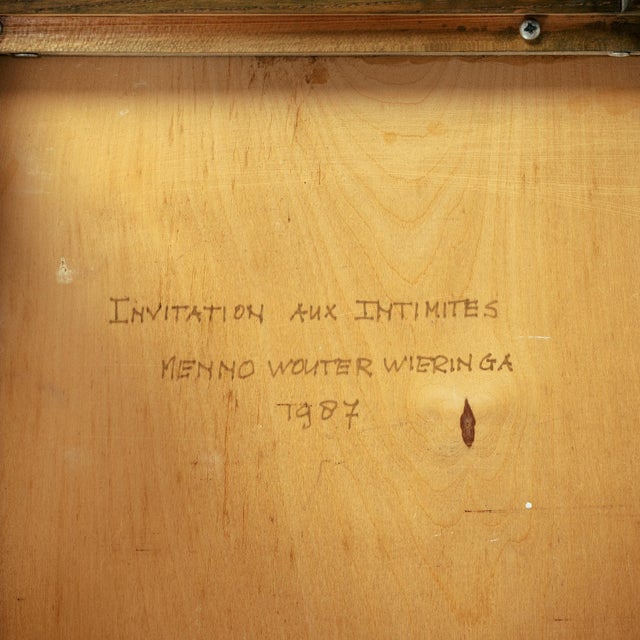 INVITATION AUX INTIMITES
MENNO WOUTER WIERINGA
1987